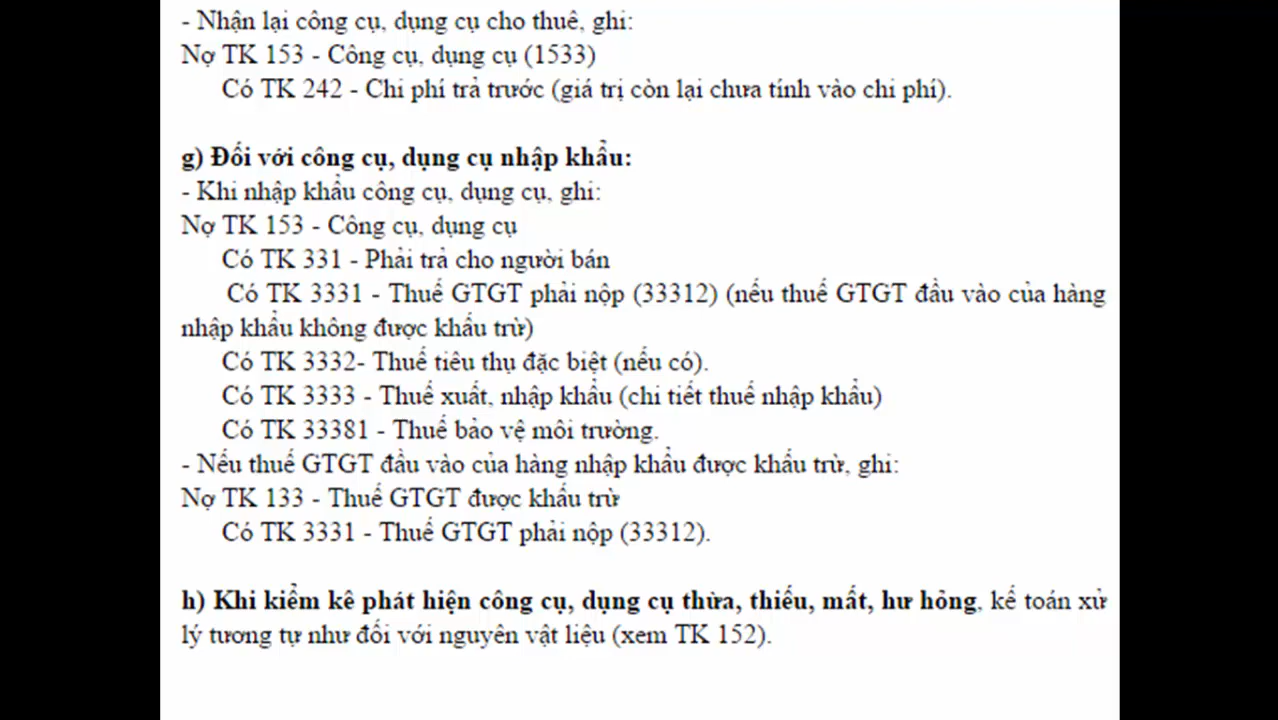 - Nhận lại công cụ, dụng cụ cho thuê, ghi:
Nợ TK 153 - Công cụ, dụng cụ (1533)
Có TK 242 - Chi phí trả trước (giá trị còn lại chưa tính vào chi phí).
g) Đối với công cụ, dụng cụ nhập khẩu:
- Khi nhập khẩu công cụ, dụng cụ, ghi:
Nợ TK 153 - Công cụ, dụng cụ
Có TK 331 - Phải trả cho người bán
Có TK 3331 - Thuế GTGT phải nộp (33312) (nếu thuế GTGT đầu vào của hàng
nhập khẩu không được khấu trừ)
Có TK 3332- Thuế tiêu thụ đặc biệt (nếu có).
Có TK 3333 - Thuế xuất, nhập khẩu (chi tiết thuế nhập khẩu)
Có TK 33381 - Thuế bảo vệ môi trường.
- Nếu thuế GTGT đầu vào của hàng nhập khẩu được khấu trừ, ghi:
Nợ TK 133 - Thuế GTGT được khấu trừ
Có TK 3331 - Thuế GTGT phải nộp (33312).
h) Khi kiểm kê phát hiện công cụ, dụng cụ thừa, thiếu, mất, hư hỏng, kế toán xử
lý tương tự như đối với nguyên vật liệu (xem TK 152).